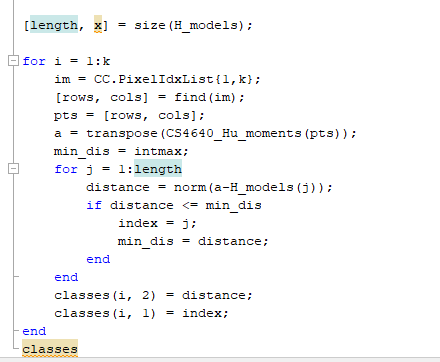 [length, x] = size(H_models);
for i = 1:k
im = CC.PixelIdxList{1,k};
[rows, cols] = find(im);
pts = [rows, cols];
a = transpose(CS4640_Hu_moments(pts));
min_dis = intmax;
for j = 1:length
distance = norm(a-H_models(j));
if distance <= min_dis
index = j;
min_dis = distance;
end
end
classes(i, 2) = distance;
classes(i, 1) = index;
end
classes